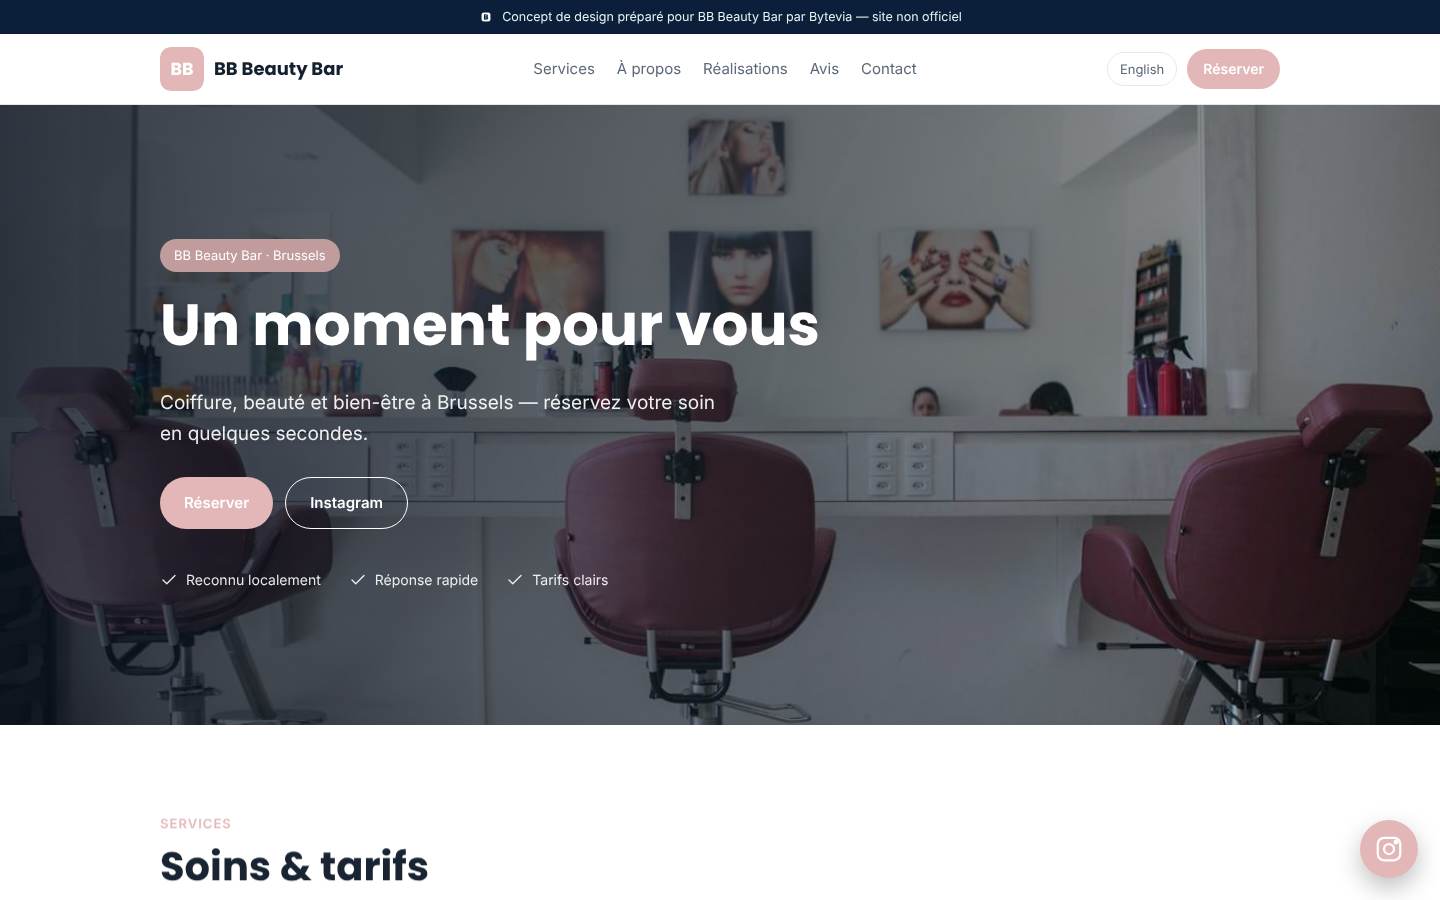 Concept de design préparé pour BB Beauty Bar par Bytevia — site non officiel
BB
BB Beauty Bar
Services
À propos
Réalisations
Avis
Contact
English
Réserver
BB Beauty Bar · Brussels
Un moment pour vous
Coiffure, beauté et bien-être à Brussels — réservez votre soin
en quelques secondes.
Réserver
Instagram
Reconnu localement
Réponse rapide
Tarifs clairs
SERVICES
Soins & tarifs